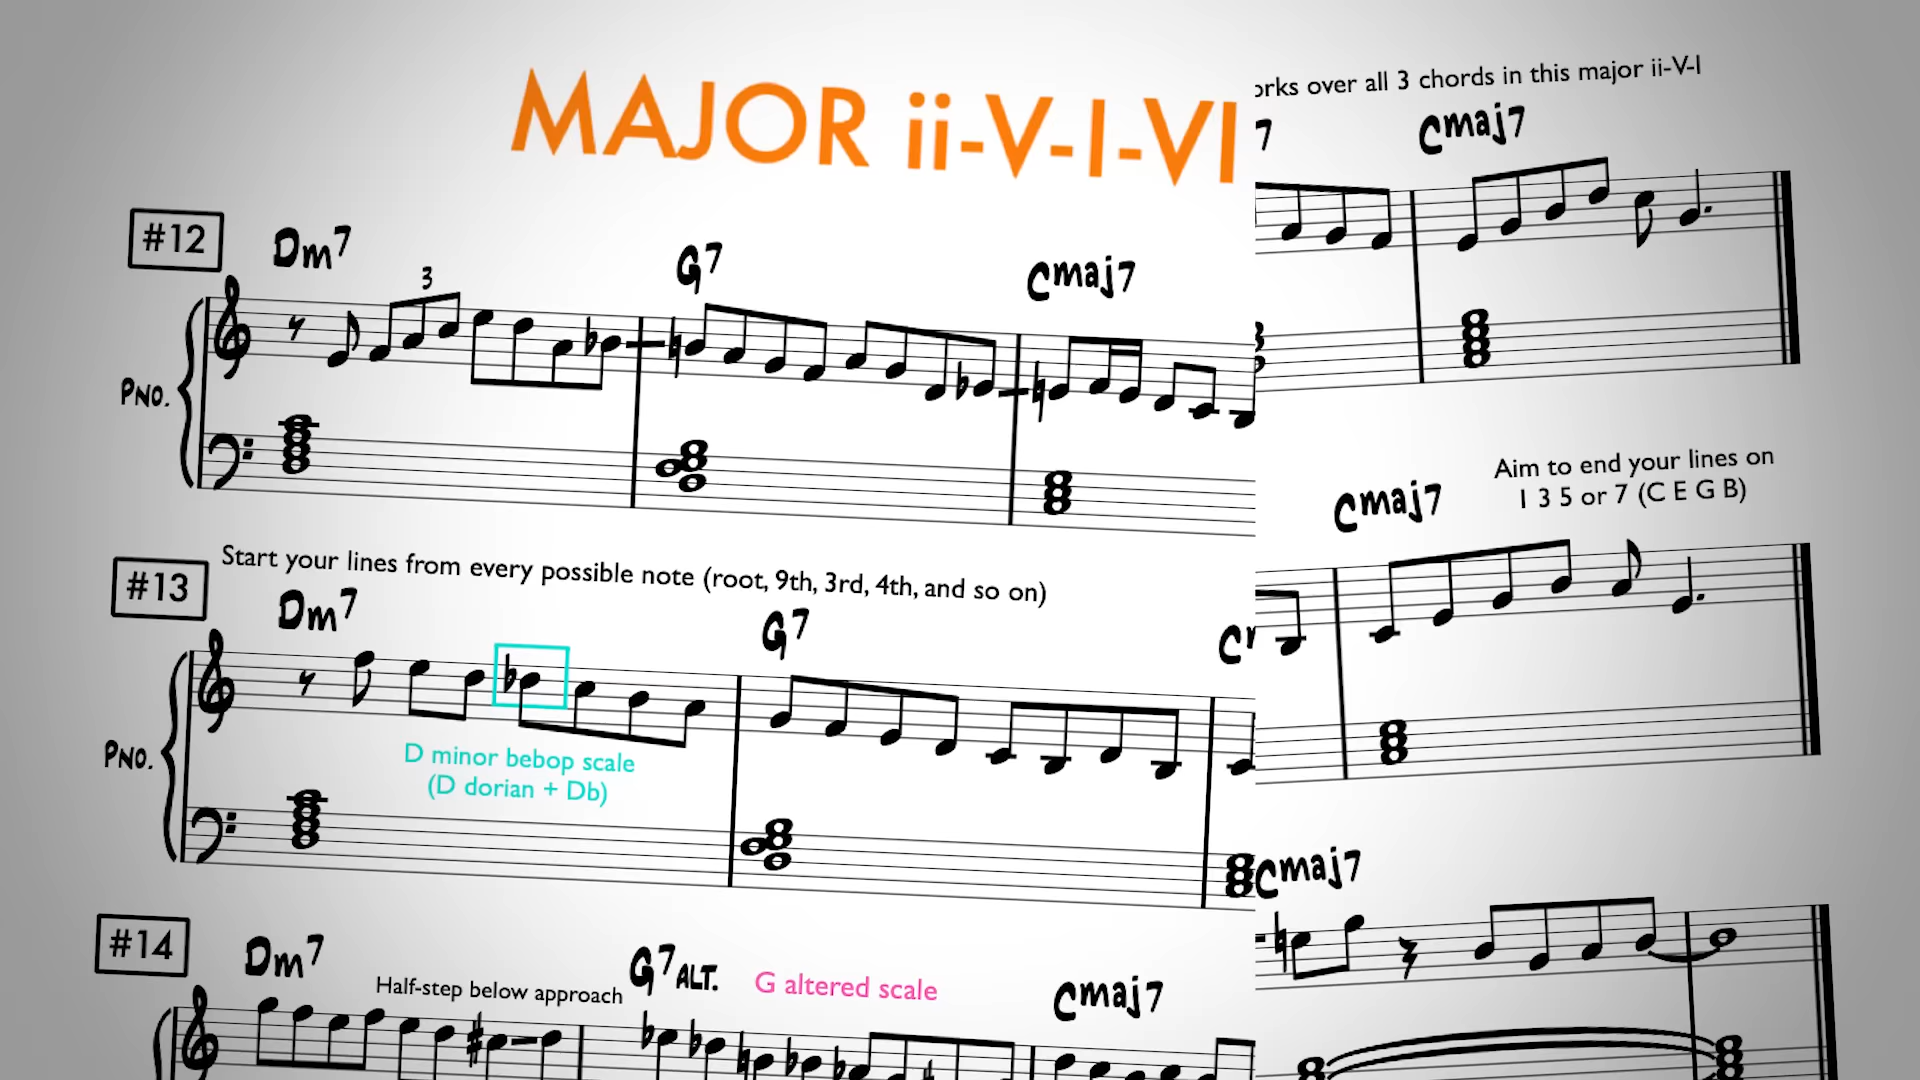 MAJOR ii-V-I-VI
#12
Dm7
G7
Cmaj7
3
PNO.
#13
Start your lines from every possible note (root, 9th, 3rd, 4th, and so on)
Dm7
G7
PNO.
D minor bebop scale
(D dorian + Db)
#14
Dm7
Half-step below approach
G7ALT.
G altered scale
Cmaj7
over all 3 chords in this major ii-V-I
7
Cmaj7
Cmaj7
Aim to end your lines on
1 3 5 or 7 (C E G B)
Cmaj7